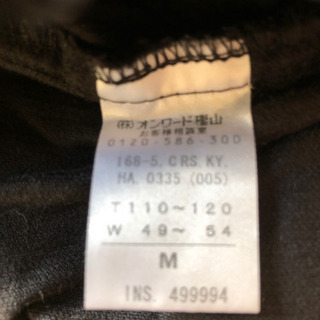 (株)オンワード樫山
お客様相談室
0120-586-300
168-5. CRS. KY.
HA. 0335 (005)
T 110~120
W 49~ 54
M
INS. 499994